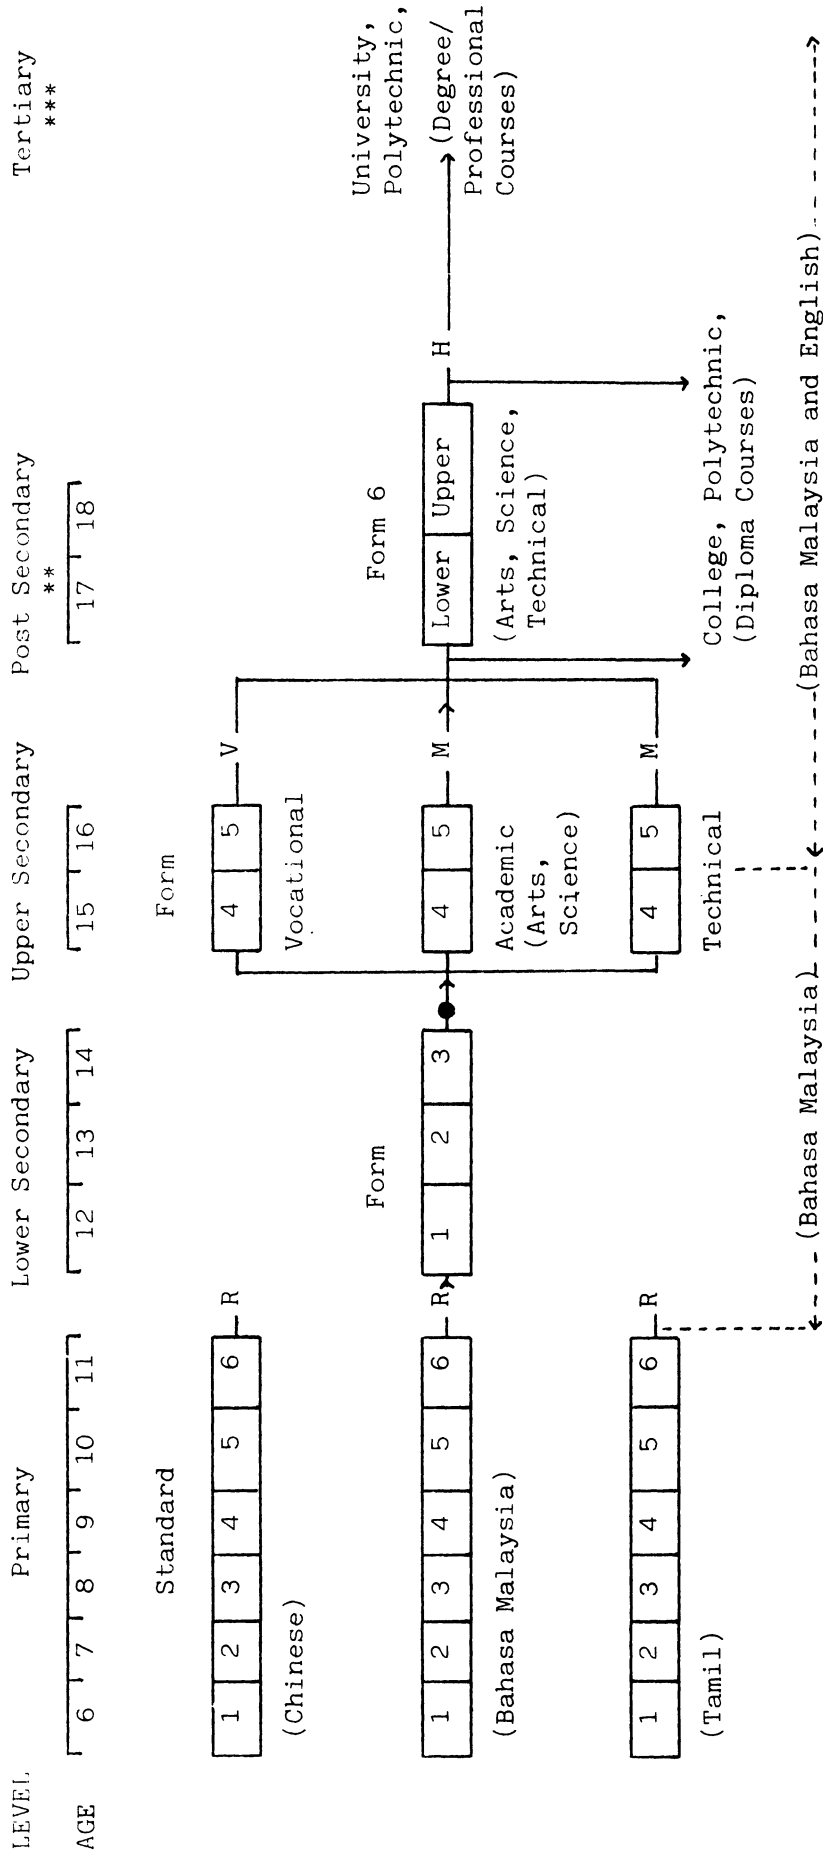 LEVEL Primary Lower Secondary Upper Secondary Post Secondary Tertiary
** ***
AGE 6 7 8 9 10 11 12 13 14 15 16 17 18
Standard Form
1 2 3 4 5 6 R 4 5 V
(Chinese) Vocational
Form Form 6 University,
Polytechnic,
1 2 3 4 5 6 R 1 2 3 4 5 M Lower Upper H (Degree/
Professional
Courses)
(Bahasa Malaysia) Academic
(Arts,
Science)
(Arts, Science,
Technical)
1 2 3 4 5 6 R 4 5 M
(Tamil) Technical College, Polytechnic,
(Diploma Courses)
(Bahasa Malaysia) (Bahasa Malaysia and English)